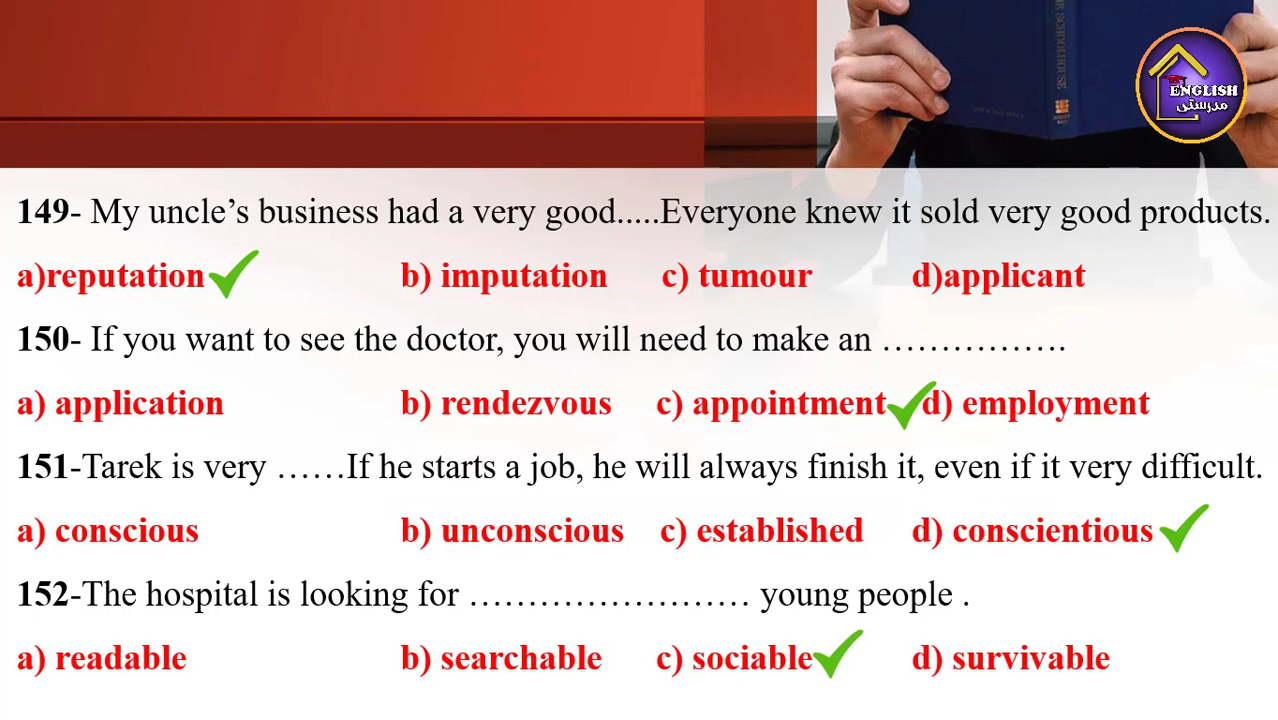 ENGLISH
مدرستي
149- My uncle’s business had a very good.....Everyone knew it sold very good products.
a)reputation b) imputation c) tumour d)applicant
150- If you want to see the doctor, you will need to make an …………….
a) application b) rendezvous c) appointment d) employment
151-Tarek is very ……If he starts a job, he will always finish it, even if it very difficult.
a) conscious b) unconscious c) established d) conscientious
152-The hospital is looking for …………………… young people .
a) readable b) searchable c) sociable d) survivable